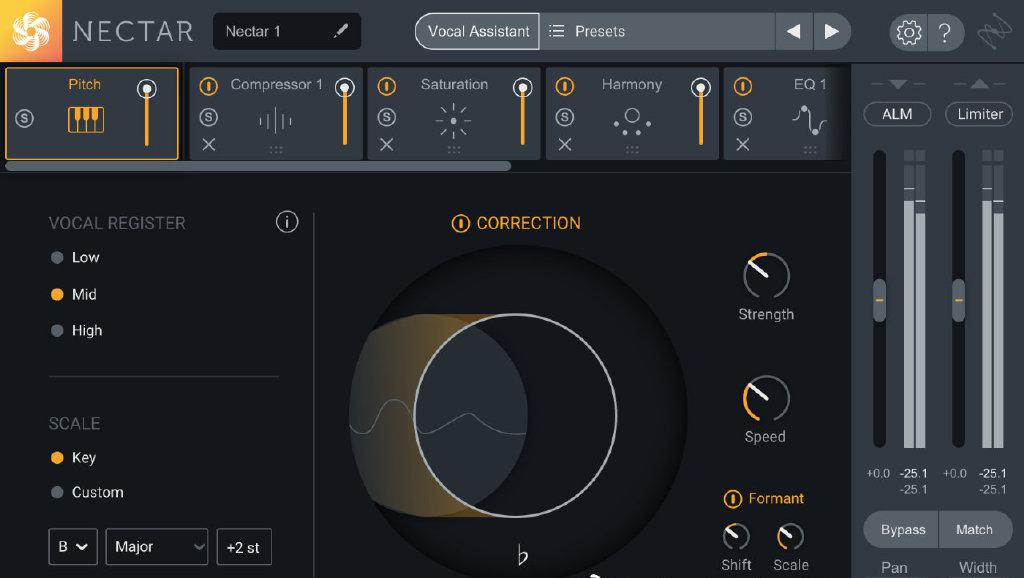 NECTAR
Nectar 1
Vocal Assistant
Presets
?
Pitch
Compressor 1
Saturation
Harmony
EQ 1
S
S
S
S
S
ALM
Limiter
VOCAL REGISTER
i
Low
Mid
High
CORRECTION
Strength
Speed
SCALE
Key
Custom
B
Major
+2 st
♭
Formant
Shift
Scale
+0.0 -25.1 +0.0 -25.1
-25.1 -25.1
Bypass
Match
Pan
Width